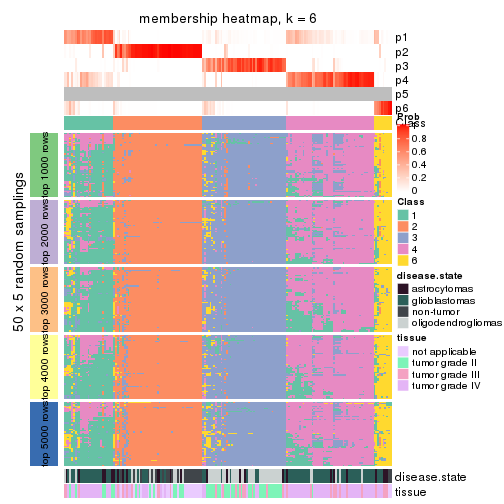 membership heatmap, k = 6
p1
p2
p3
p4
p5
p6
Class
50 x 5 random samplings
top 1000 rows
top 2000 rows
top 3000 rows
top 4000 rows
top 5000 rows
disease.state
tissue
Prob
1
0.8
0.6
0.4
0.2
0
Class
1
2
3
4
6
disease.state
astrocytomas
glioblastomas
non-tumor
oligodendrogliomas
tissue
not applicable
tumor grade II
tumor grade III
tumor grade IV